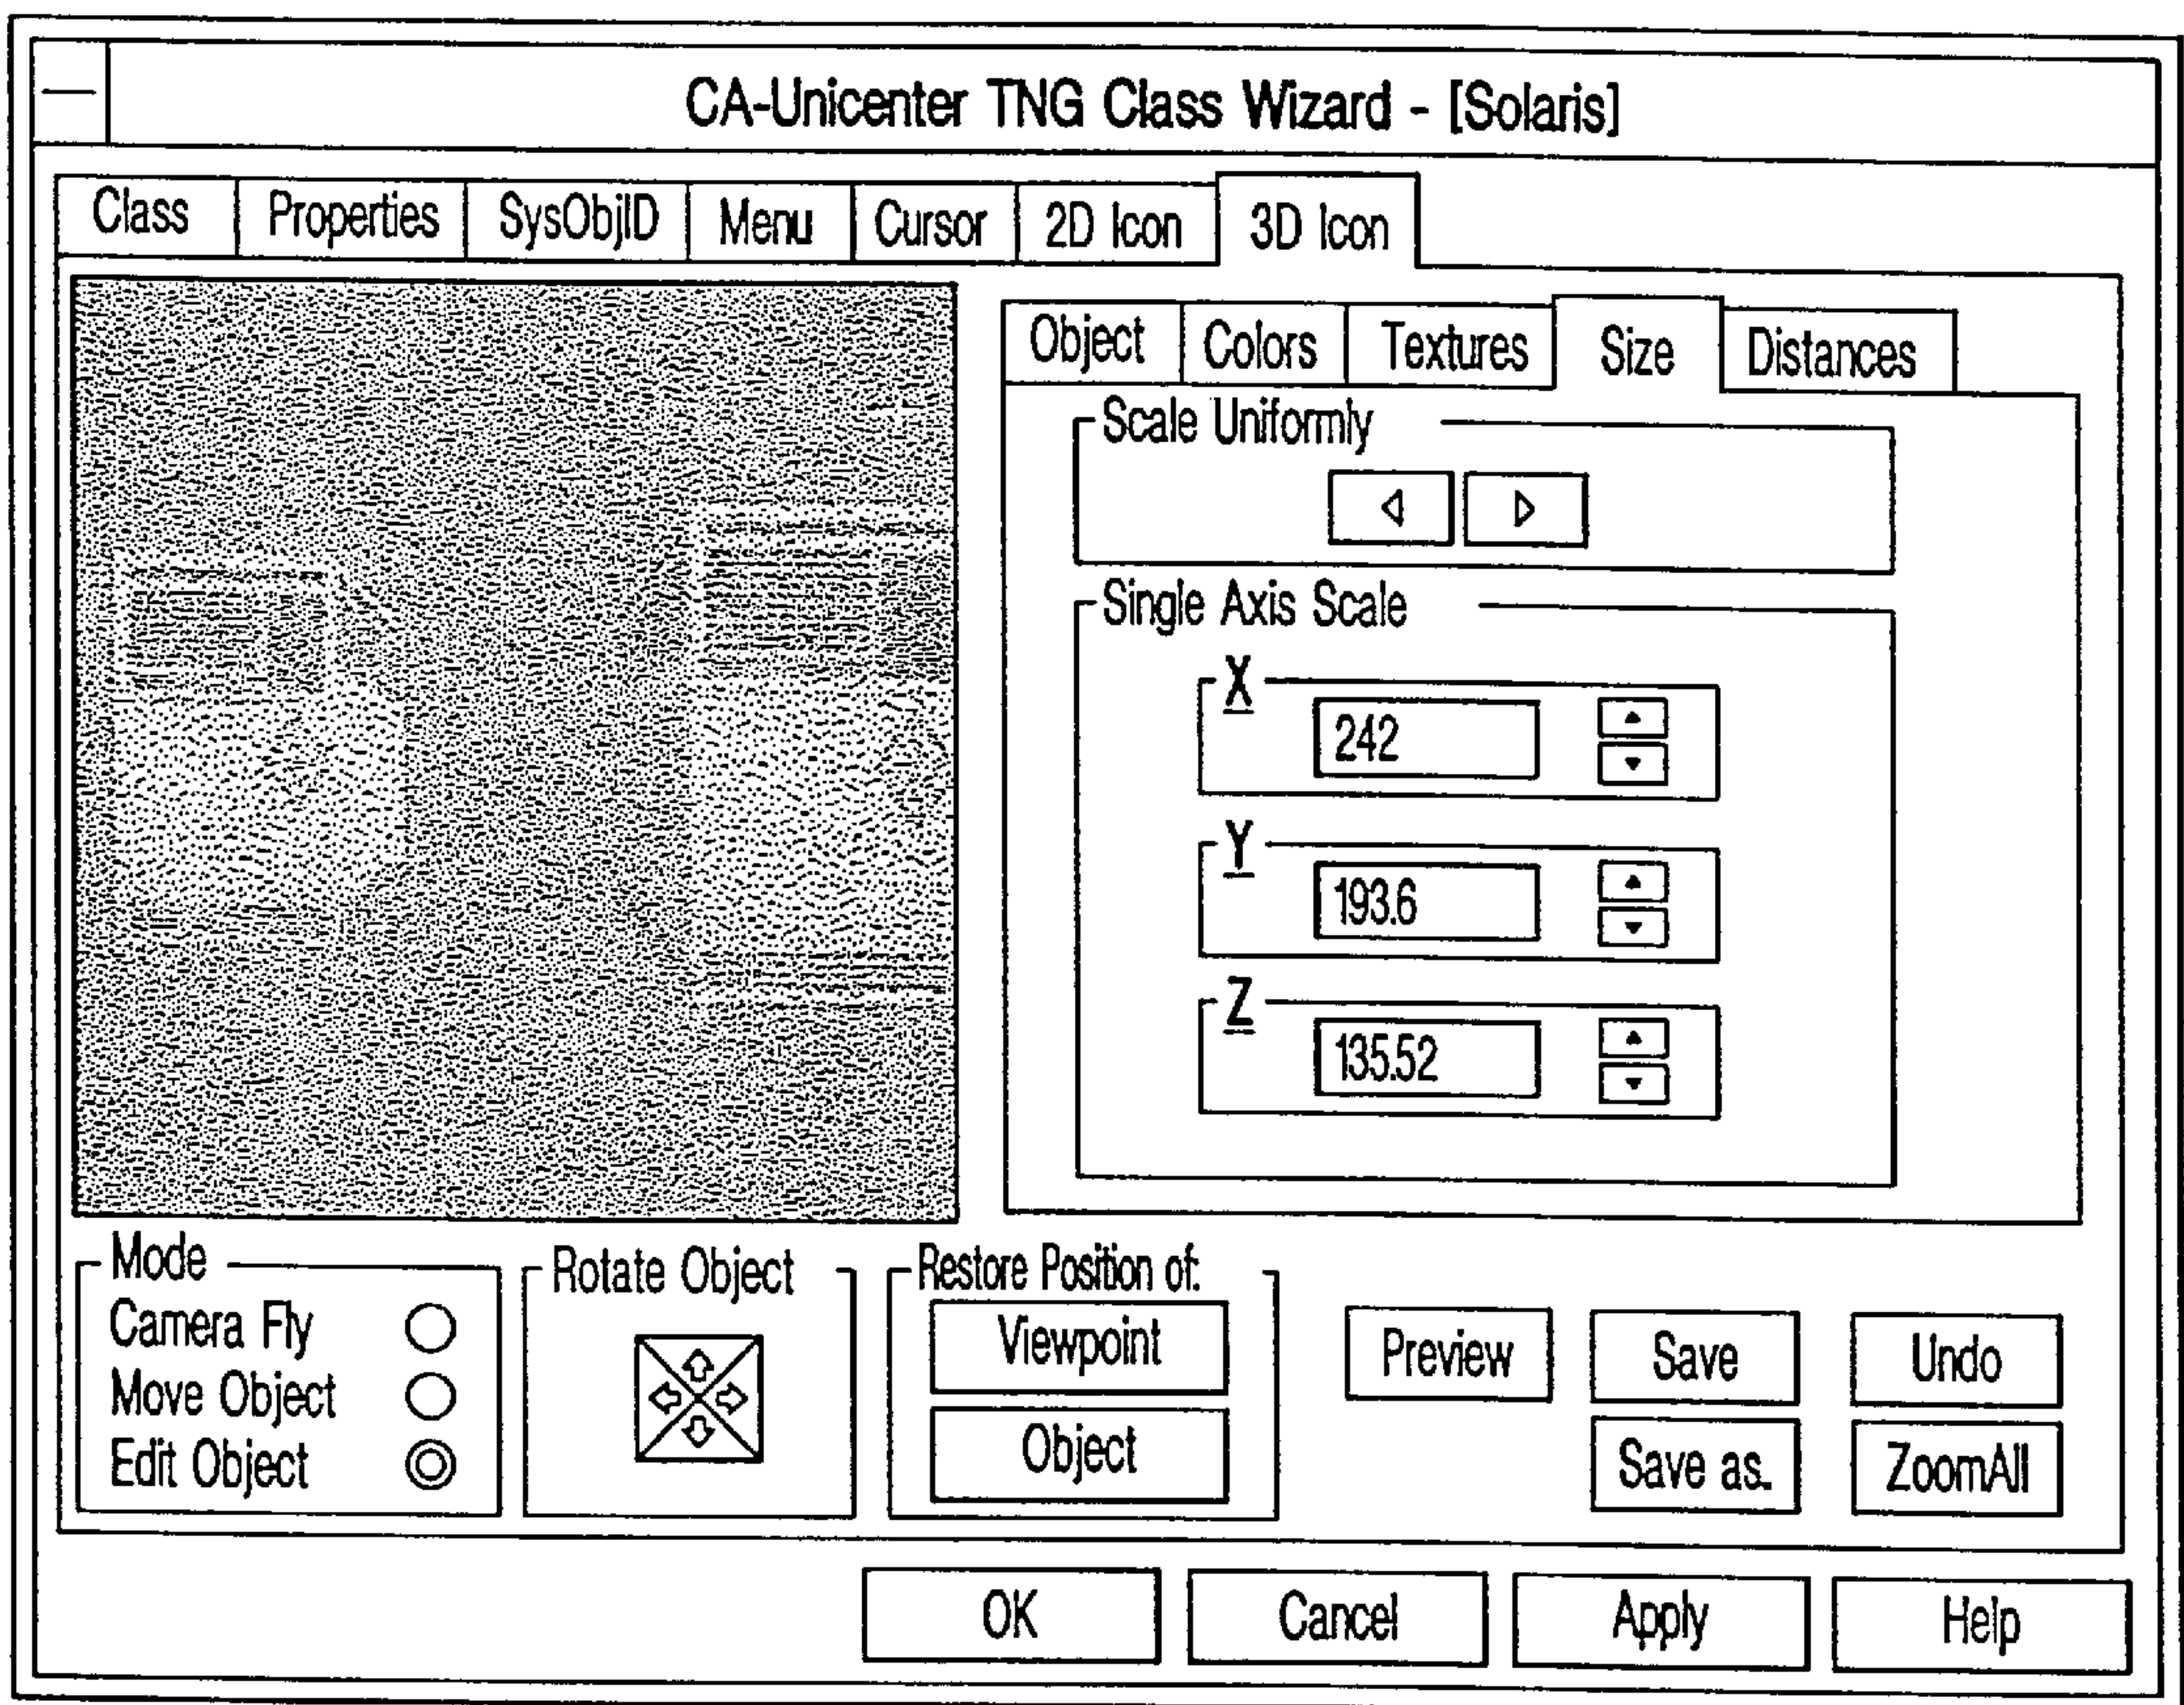 CA-Unicenter TNG Class Wizard - [Solaris]
Class Properties SysObjID Menu Cursor 2D Icon 3D Icon
Object Colors Textures Size Distances
Scale Uniformly
Single Axis Scale
X
242
Y
193.6
Z
135.52
Mode
Camera Fly
Move Object
Edit Object
Rotate Object
Restore Position of:
Viewpoint
Object
Preview Save Undo
Save as. ZoomAll
OK Cancel Apply Help